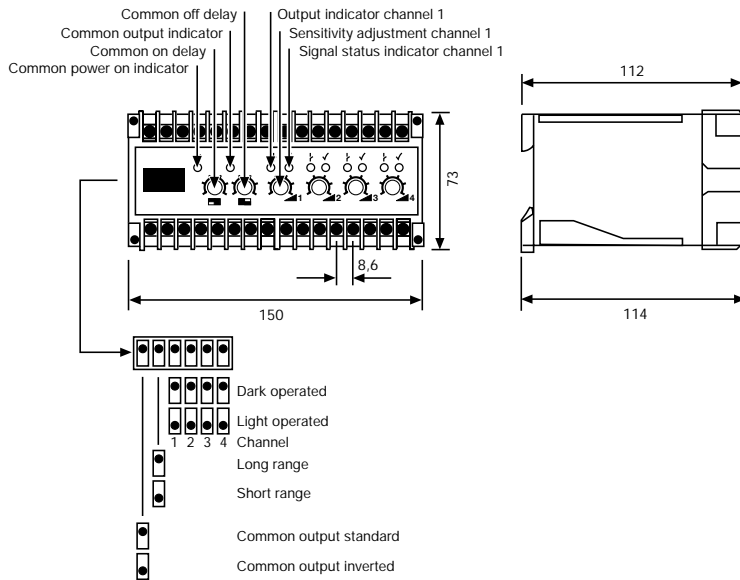 Common off delay
Output indicator channel 1
Common output indicator
Sensitivity adjustment channel 1
Common on delay
Signal status indicator channel 1
Common power on indicator
112
73
1
2
3
4
8,6
150
114
Dark operated
Light operated
1 2 3 4 Channel
Long range
Short range
Common output standard
Common output inverted